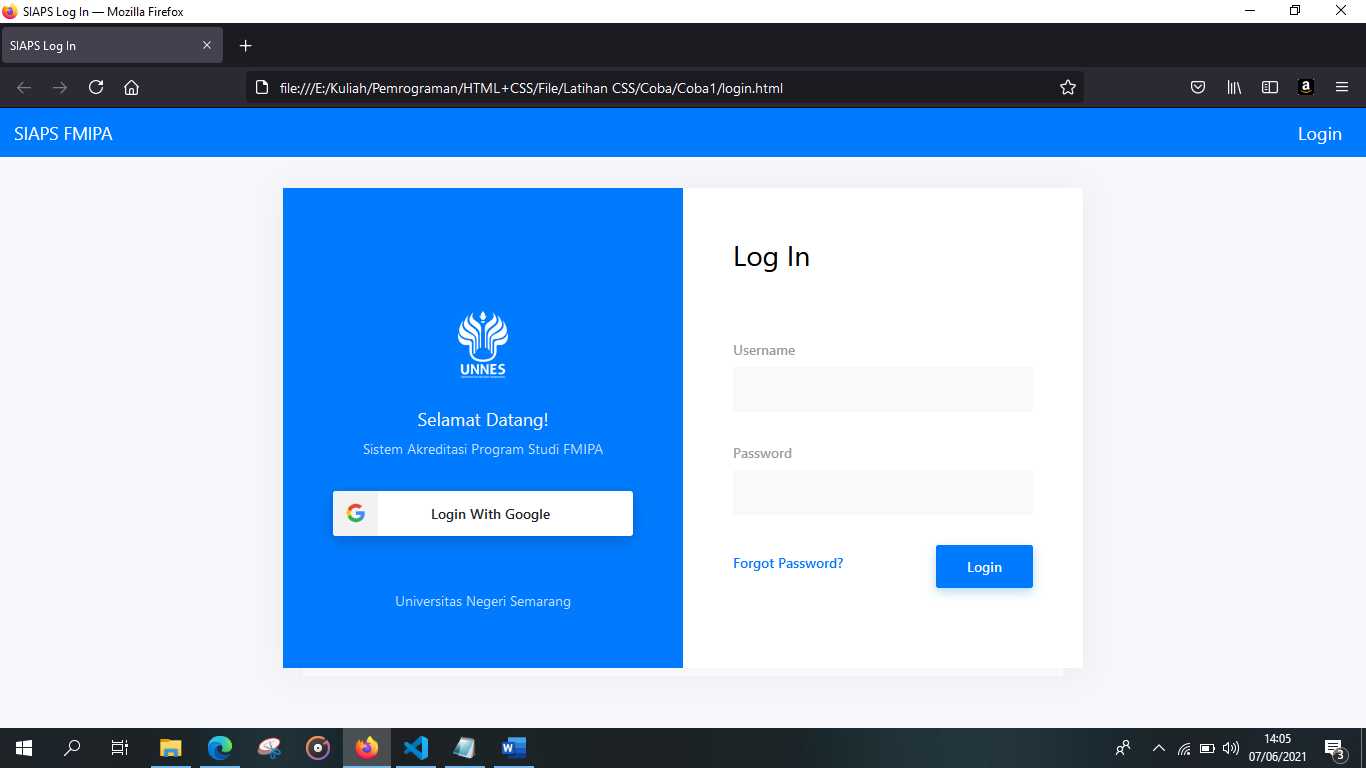 SIAPS Log In — Mozilla Firefox
SIAPS Log In
file:///E:/Kuliah/Pemrograman/HTML+CSS/File/Latihan CSS/Coba/Coba1/login.html
SIAPS FMIPA
Login
UNNES
Selamat Datang!
Sistem Akreditasi Program Studi FMIPA
Login With Google
Universitas Negeri Semarang
Log In
Username
Password
Forgot Password?
Login
14:05
07/06/2021
3